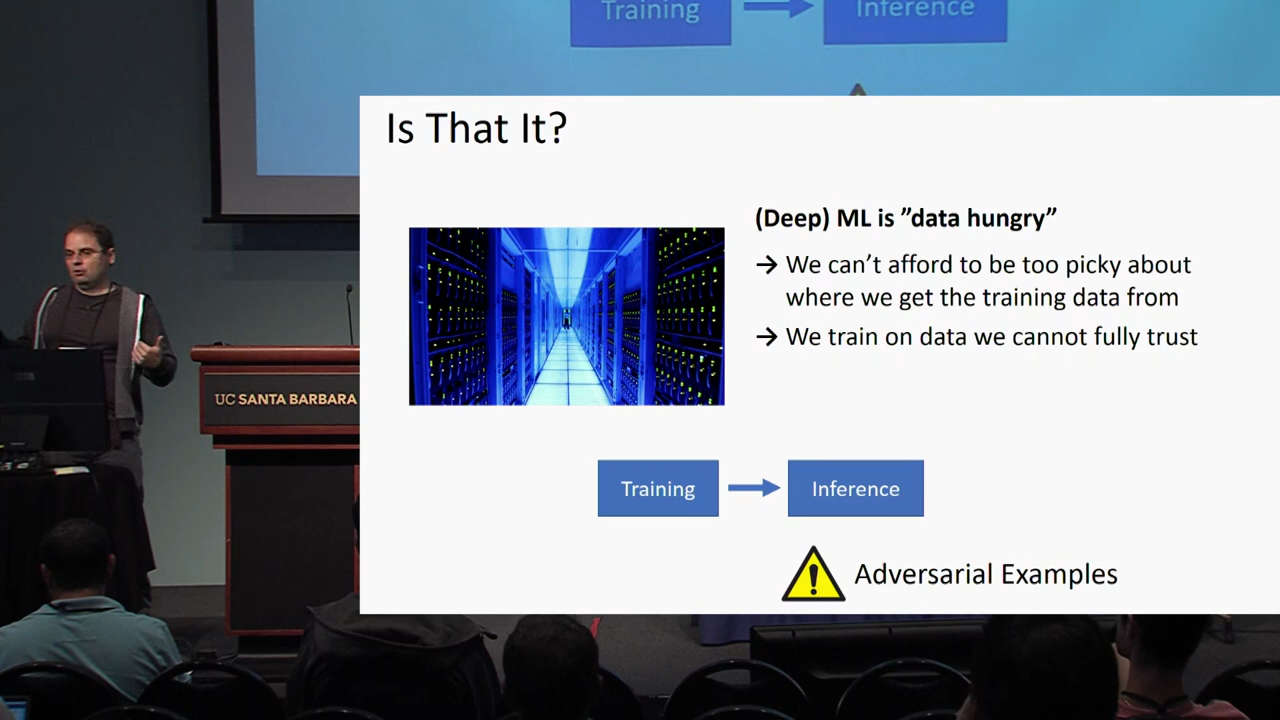 Training
Inference
Is That It?
(Deep) ML is ”data hungry”
→ We can’t afford to be too picky about
where we get the training data from
→ We train on data we cannot fully trust
UC SANTA BARBARA
Training
Inference
Adversarial Examples